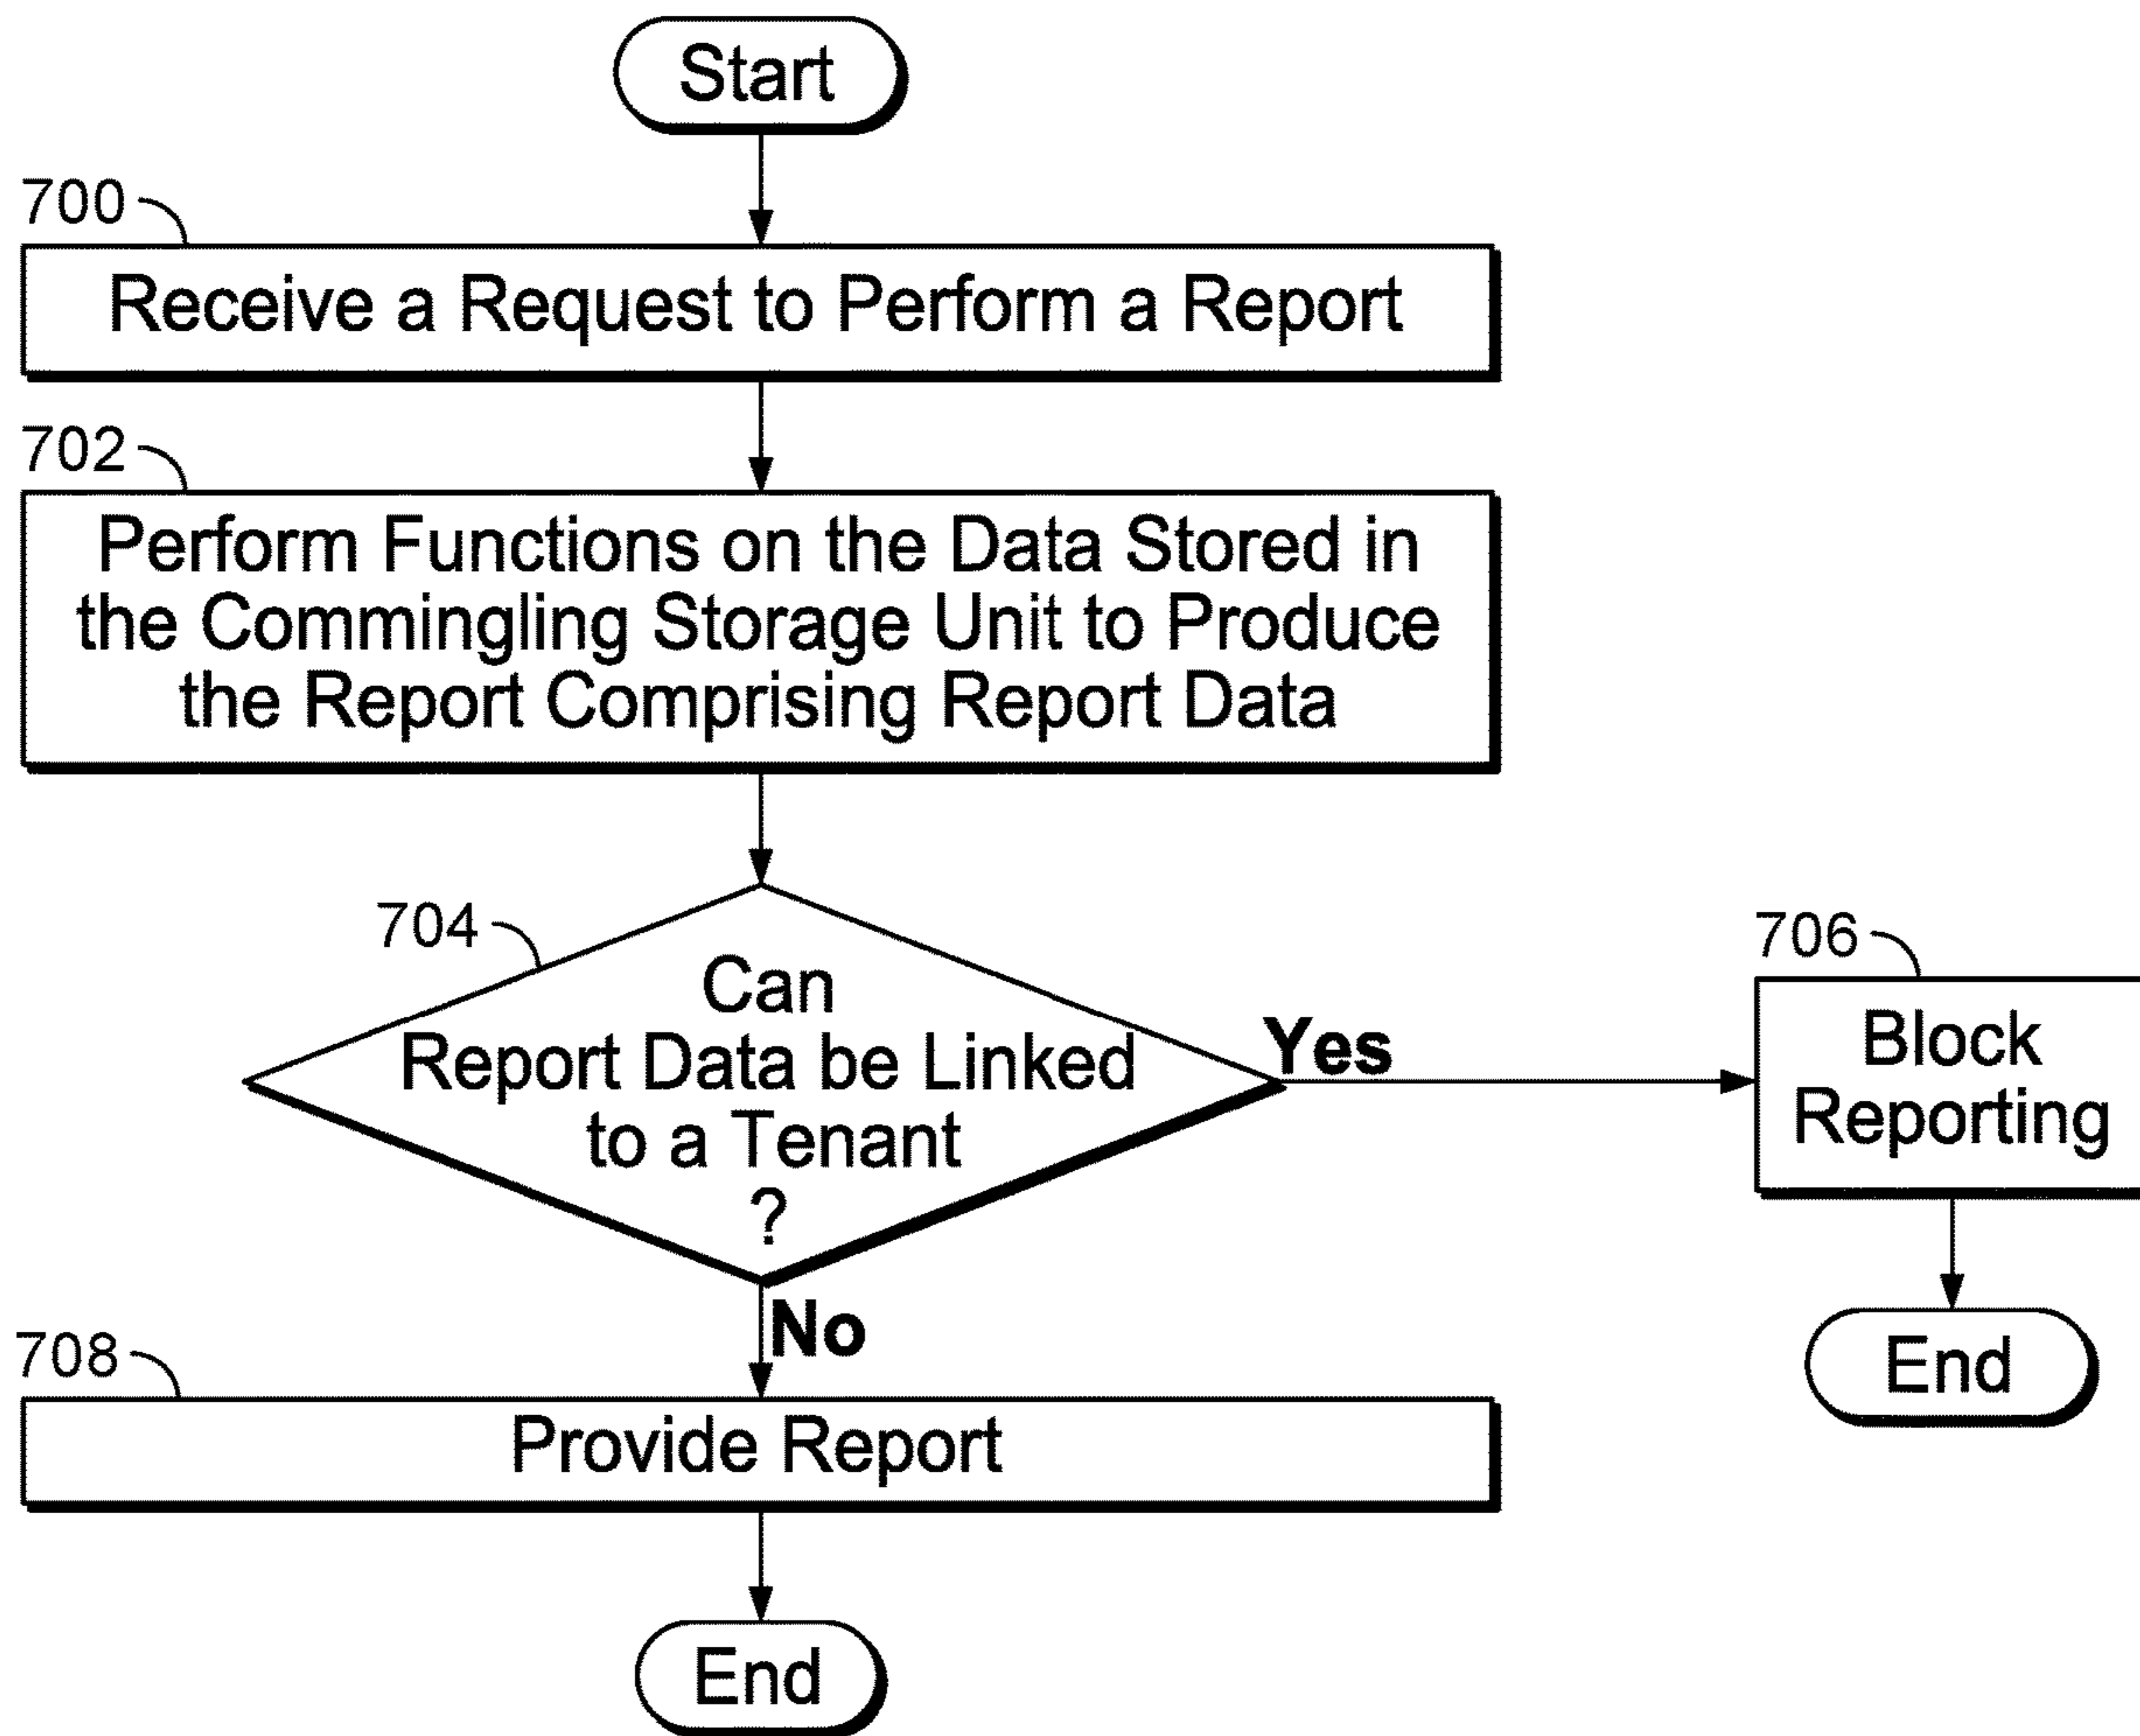 Start
700
Receive a Request to Perform a Report
702
Perform Functions on the Data Stored in
the Commingling Storage Unit to Produce
the Report Comprising Report Data
704
Can
Report Data be Linked
to a Tenant
?
Yes
706
Block
Reporting
End
No
708
Provide Report
End